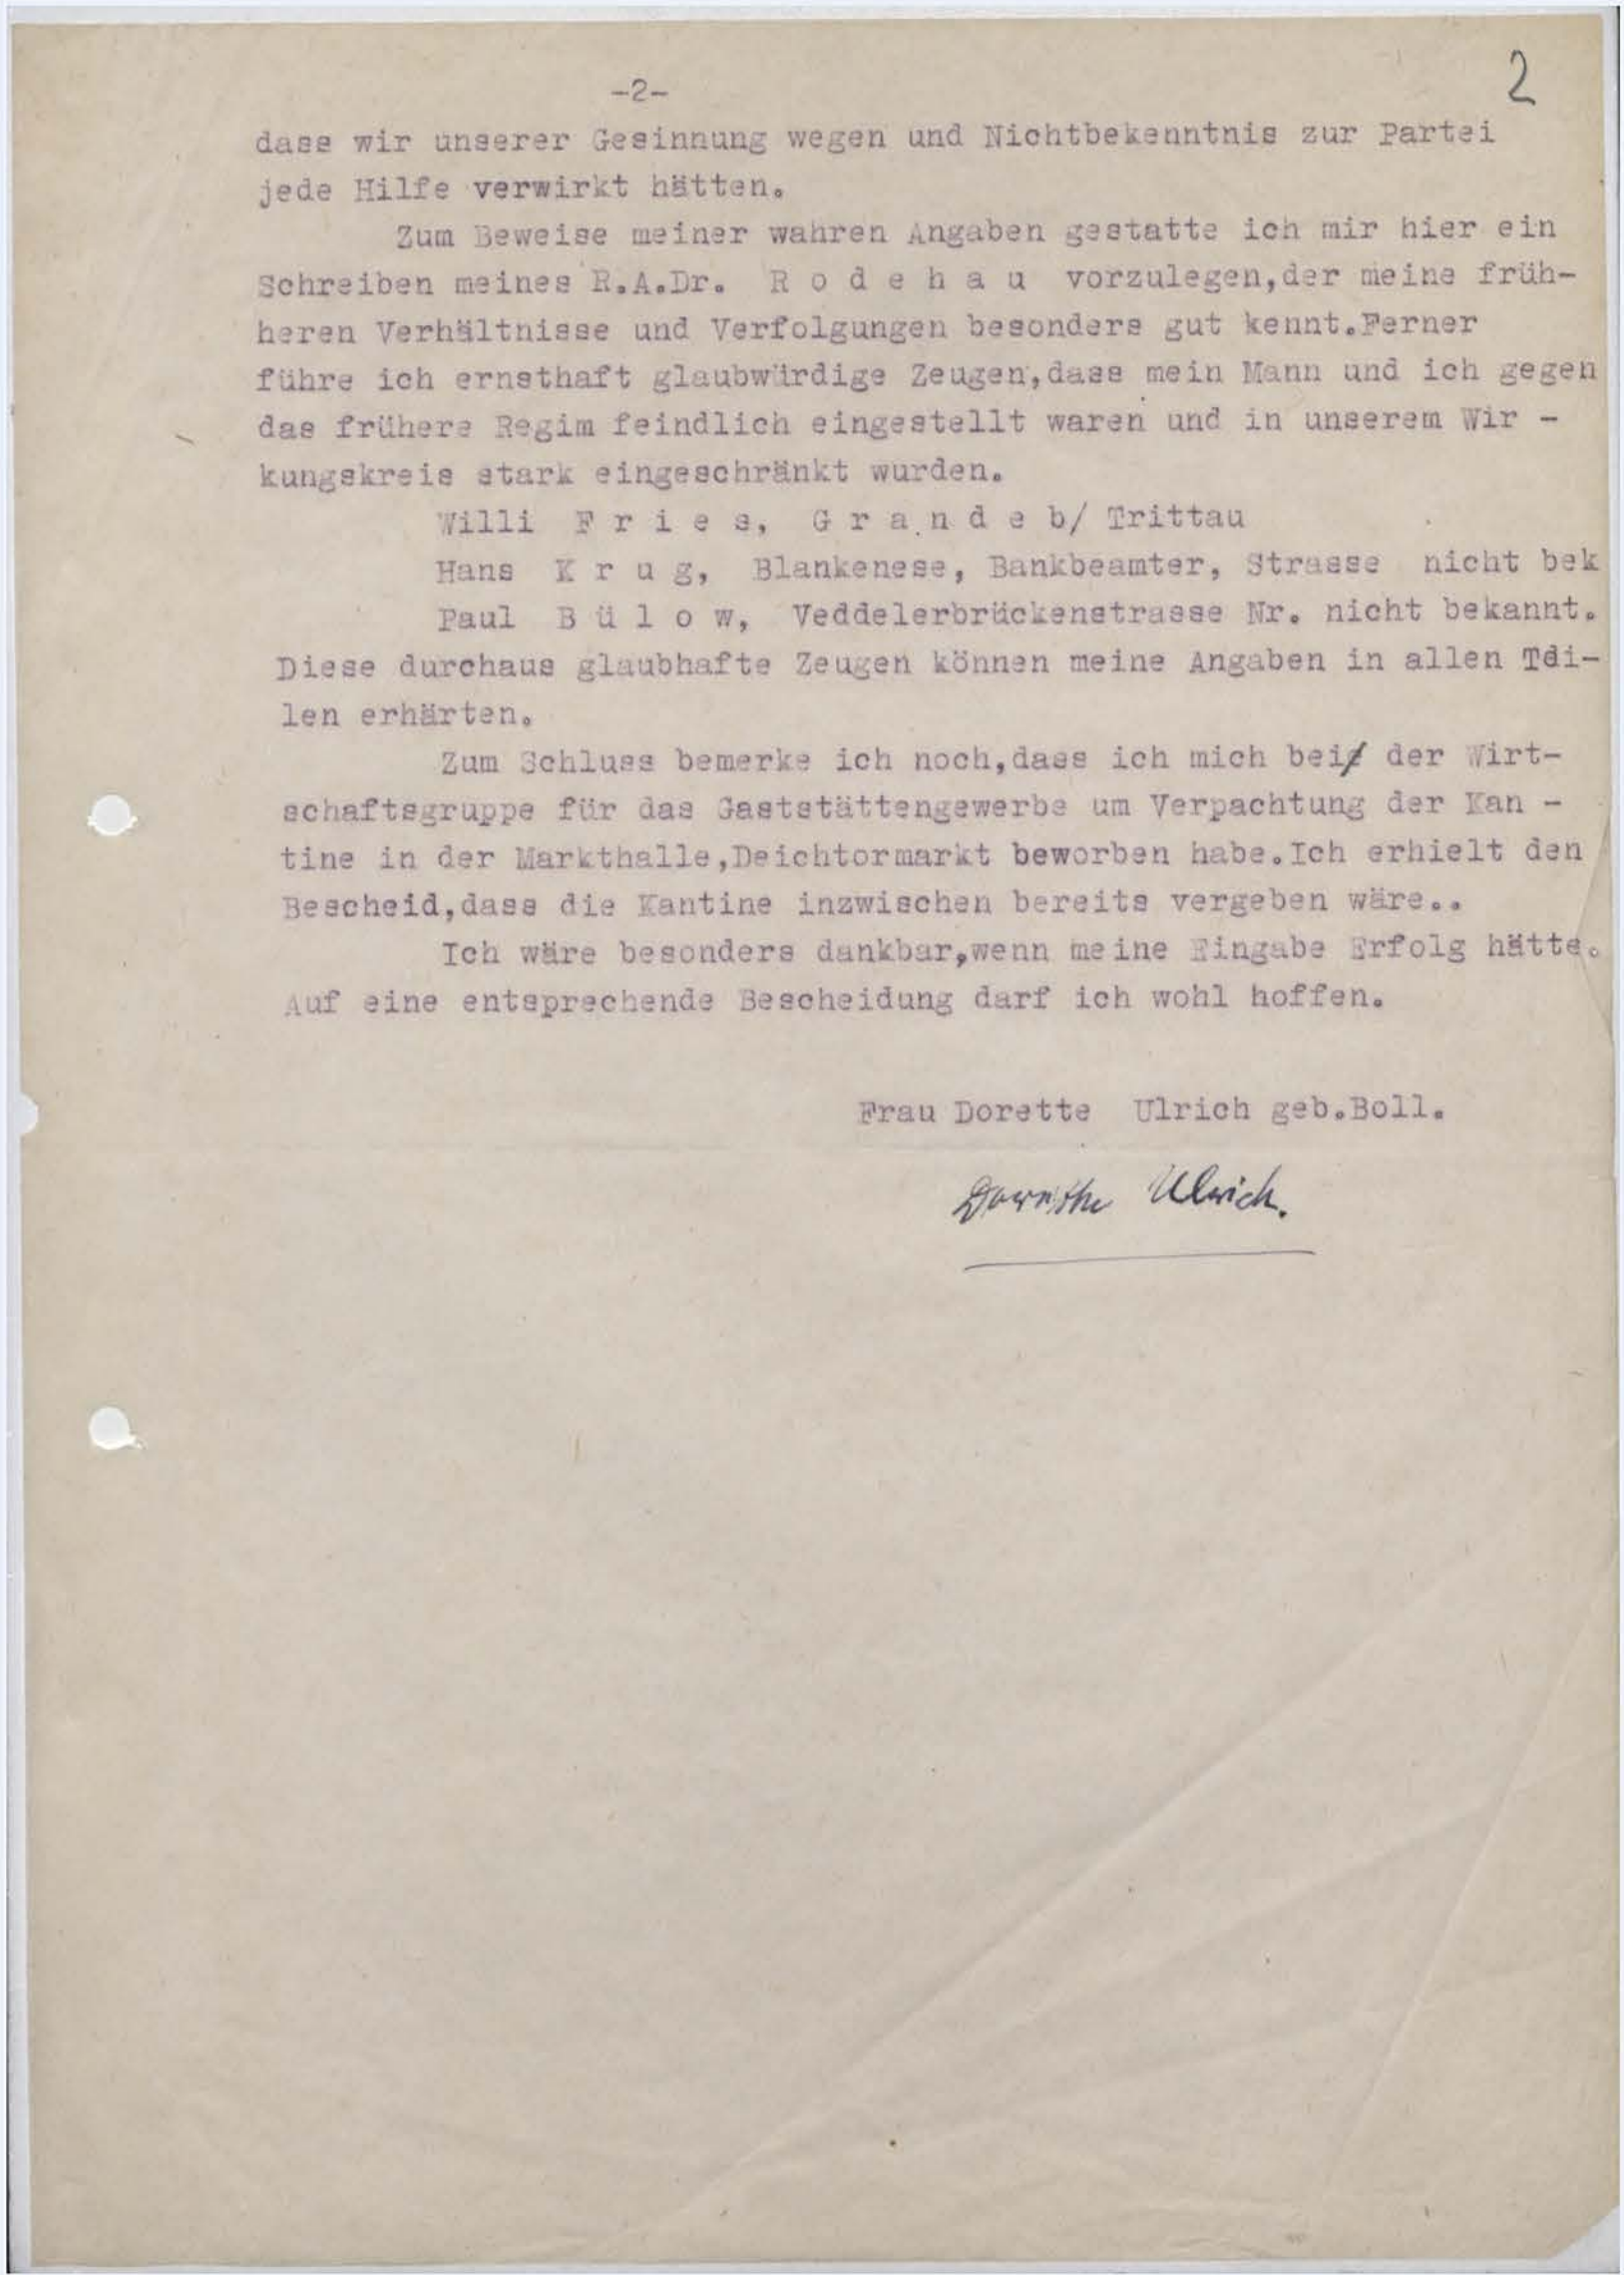 2
-2-
dass wir unserer Gesinnung wegen und Nichtbekenntnis zur Partei
jede Hilfe verwirkt hätten.
Zum Beweise meiner wahren Angaben gestatte ich mir hier ein
Schreiben meines R.A.Dr. R o d e h a u vorzulegen,der meine früh-
heren Verhältnisse und Verfolgungen besonders gut kennt.Ferner
führe ich ernsthaft glaubwürdige Zeugen,dass mein Mann und ich gegen
das frühere Regim feindlich eingestellt waren und in unserem Wir -
kungskreis stark eingeschränkt wurden.
Willi F r i e s, G r a n d e b/ Trittau
Hans K r u g, Blankenese, Bankbeamter, Strasse nicht bek
Paul B ü l o w, Veddelerbrückenstrasse Nr. nicht bekannt.
Diese durchaus glaubhafte Zeugen können meine Angaben in allen Tdi-
len erhärten.
Zum Schluss bemerke ich noch,dass ich mich bei der Wirt-
schaftsgruppe für das Gaststättengewerbe um Verpachtung der Kan -
tine in der Markthalle,Deichtormarkt beworben habe.Ich erhielt den
Bescheid,dass die Kantine inzwischen bereits vergeben wäre..
Ich wäre besonders dankbar,wenn meine Eingabe Erfolg hätte.
Auf eine entsprechende Bescheidung darf ich wohl hoffen.
Frau Dorette Ulrich geb.Boll.
Ulrich.